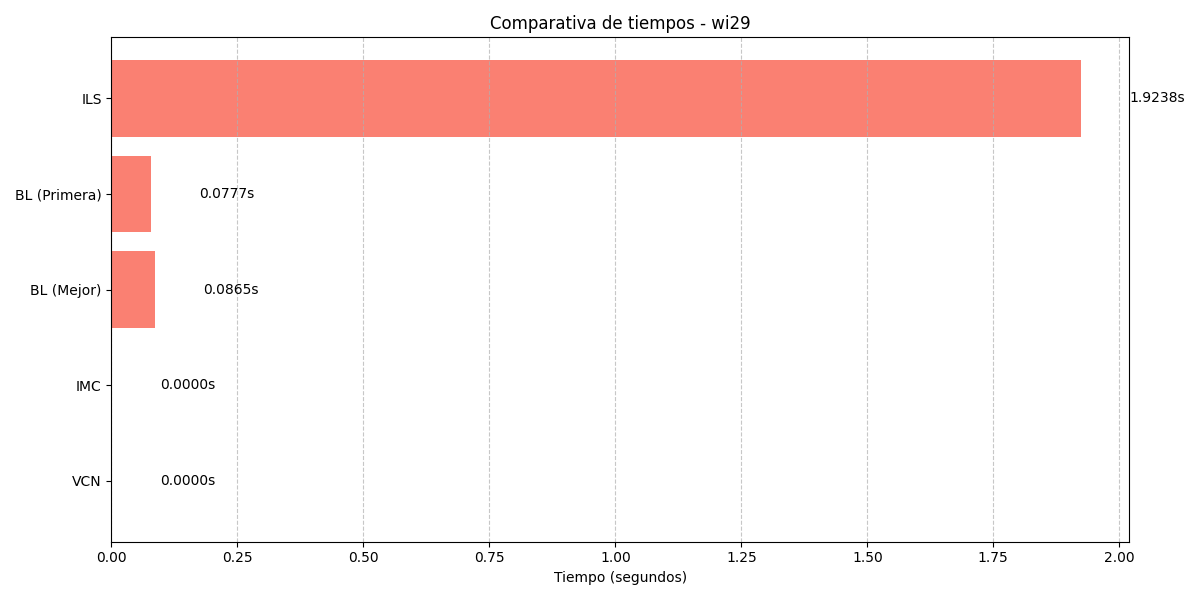 Comparativa de tiempos - wi29
ILS
1.9238s
BL (Primera)
0.0777s
BL (Mejor)
0.0865s
IMC
0.0000s
VCN
0.0000s
0.00 0.25 0.50 0.75 1.00 1.25 1.50 1.75 2.00
Tiempo (segundos)